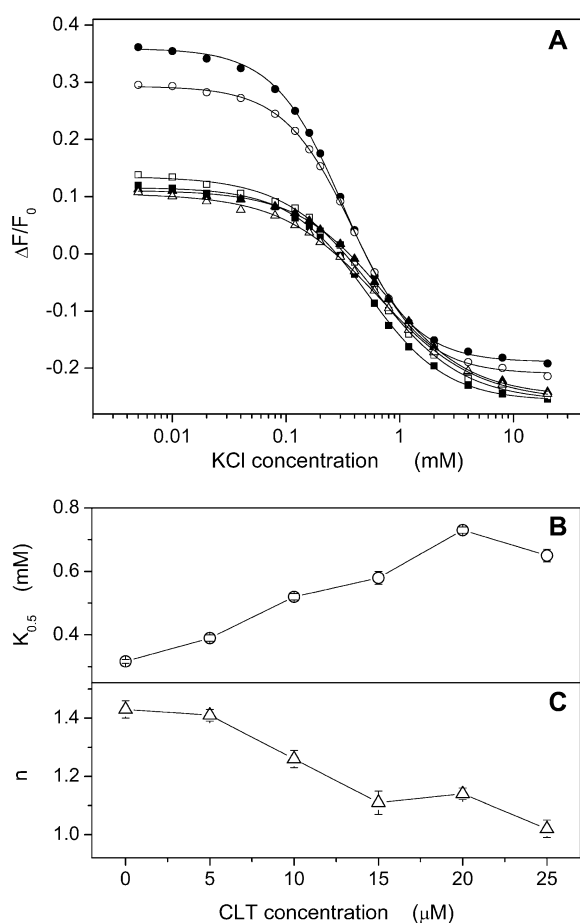 A
0.4
0.3
0.2
0.1
0.0
-0.1
-0.2
ΔF/F0
0.01
0.1
1
10
KCl concentration (mM)
B
0.8
0.6
0.4
K0.5 (mM)
C
1.4
1.2
1.0
n
0
5
10
15
20
25
CLT concentration (μM)